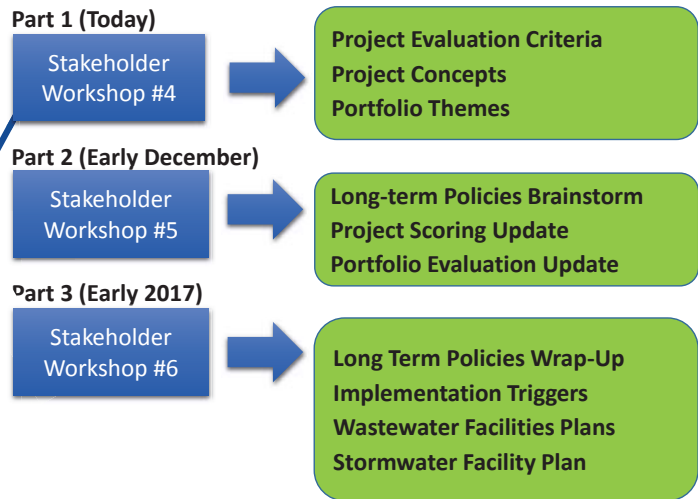 Part 1 (Today)
Stakeholder
Workshop #4
Project Evaluation Criteria
Project Concepts
Portfolio Themes
Part 2 (Early December)
Stakeholder
Workshop #5
Long-term Policies Brainstorm
Project Scoring Update
Portfolio Evaluation Update
Part 3 (Early 2017)
Stakeholder
Workshop #6
Long Term Policies Wrap-Up
Implementation Triggers
Wastewater Facilities Plans
Stormwater Facility Plan